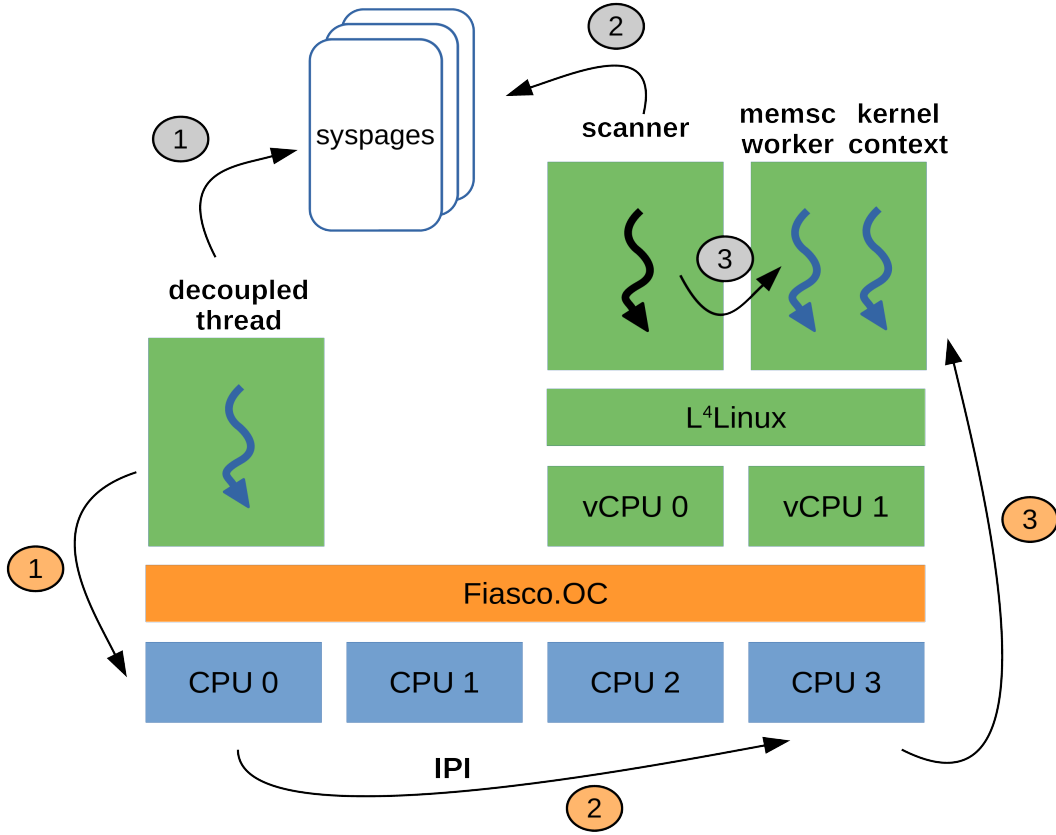 2
syspages
1
scanner
memsc
worker
kernel
context
3
decoupled
thread
L⁴Linux
vCPU 0
vCPU 1
3
1
Fiasco.OC
CPU 0
CPU 1
CPU 2
CPU 3
IPI
2